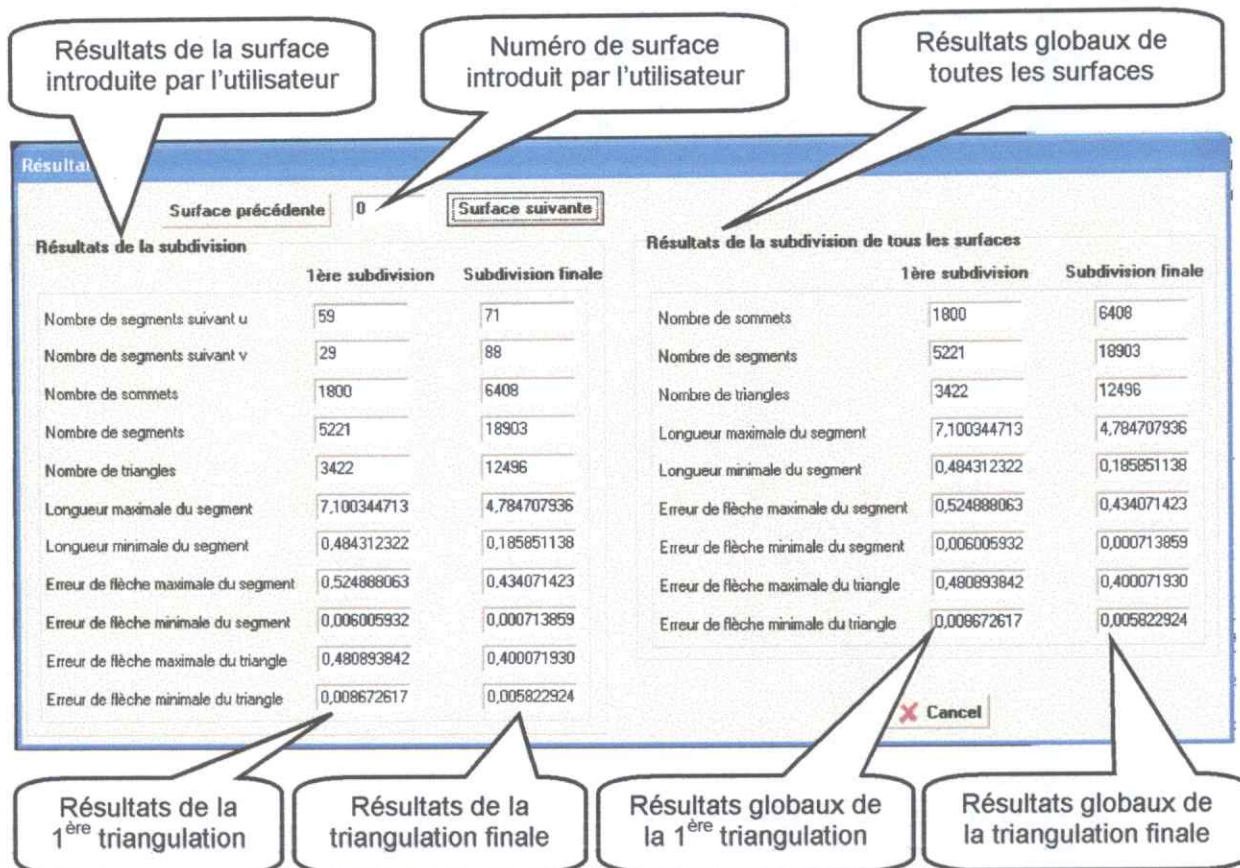 Résultats de la surface
introduite par l'utilisateur
Numéro de surface
introduit par l'utilisateur
Résultats globaux de
toutes les surfaces
Surface précédente 0 Surface suivante
Résultats de la subdivision
1ère subdivision Subdivision finale
Nombre de segments suivant u 59 71
Nombre de segments suivant v 29 88
Nombre de sommets 1800 6408
Nombre de segments 5221 18903
Nombre de triangles 3422 12496
Longueur maximale du segment 7,100344713 4,784707936
Longueur minimale du segment 0,484312322 0,185851138
Erreur de flèche maximale du segment 0,524888063 0,434071423
Erreur de flèche minimale du segment 0,006005932 0,000713859
Erreur de flèche maximale du triangle 0,480893842 0,400071930
Erreur de flèche minimale du triangle 0,008672617 0,005822924
Résultats de la subdivision de tous les surfaces
1ère subdivision Subdivision finale
Nombre de sommets 1800 6408
Nombre de segments 5221 18903
Nombre de triangles 3422 12496
Longueur maximale du segment 7,100344713 4,784707936
Longueur minimale du segment 0,484312322 0,185851138
Erreur de flèche maximale du segment 0,524888063 0,434071423
Erreur de flèche minimale du segment 0,006005932 0,000713859
Erreur de flèche maximale du triangle 0,480893842 0,400071930
Erreur de flèche minimale du triangle 0,008672617 0,005822924
Cancel
Résultats de la
1ère triangulation
Résultats de la
triangulation finale
Résultats globaux de
la 1ère triangulation
Résultats globaux de
la triangulation finale